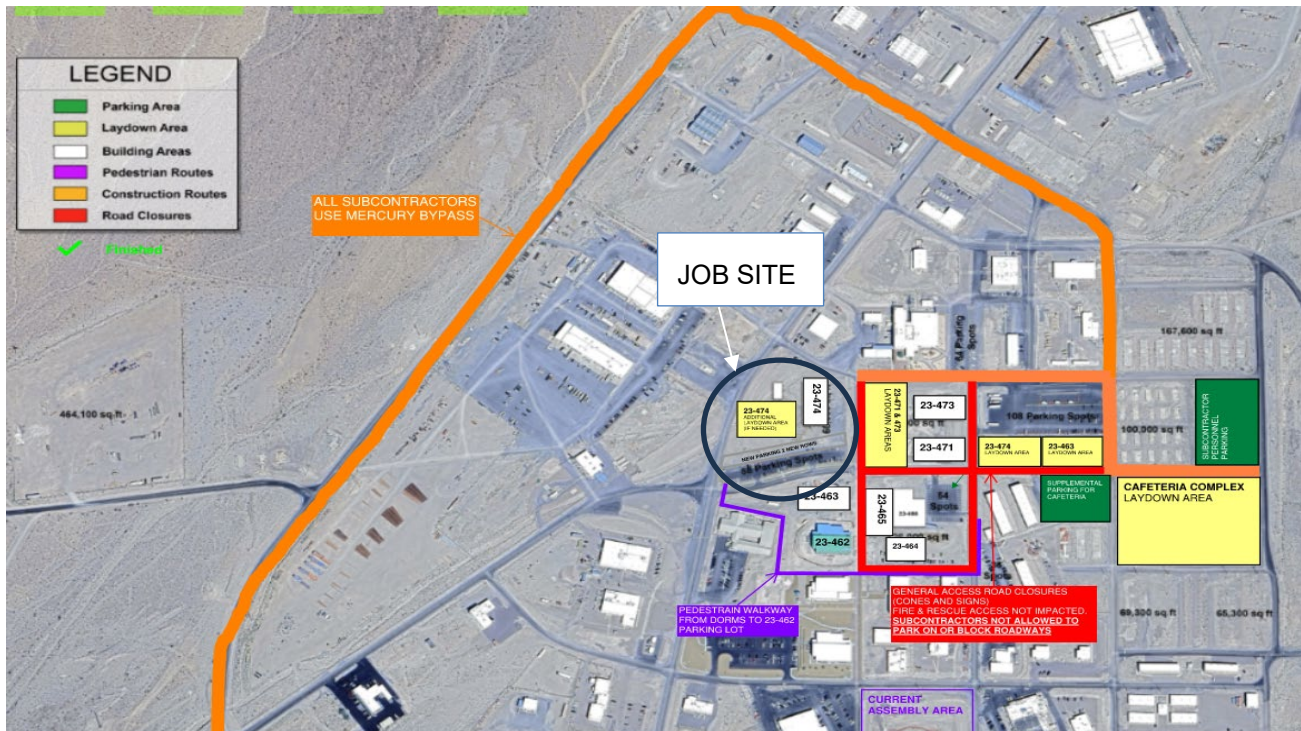 LEGEND
Parking Area
Laydown Area
Building Areas
Pedestrian Routes
Construction Routes
Road Closures
Finished
ALL SUBCONTRACTORS
USE MERCURY BYPASS
JOB SITE
464,100 sq ft
64 Parking
Spots
167,600 sq ft
23-474
ADDITIONAL
LAYDOWN AREA
(IF NEEDED)
23-474
NEW PARKING 2 NEW ROWS
Parking Spots
23-471 & 473
LAYDOWN AREAS
23-473
23-471
108 Parking Spots
23-474
LAYDOWN AREA
23-463
LAYDOWN AREA
100,000 sq ft
SUBCONTRACTOR
PERSONNEL
PARKING
23-463
23-462
23-465
23-464
54
Spots
SUPPLEMENTAL
PARKING FOR
CAFETERIA
CAFETERIA COMPLEX
LAYDOWN AREA
PEDESTRAIN WALKWAY
FROM DORMS TO 23-462
PARKING LOT
GENERAL ACCESS ROAD CLOSURES
(CONES AND SIGNS)
FIRE & RESCUE ACCESS NOT IMPACTED.
SUBCONTRACTORS NOT ALLOWED TO
PARK ON OR BLOCK ROADWAYS
65,300 sq ft
CURRENT
ASSEMBLY AREA